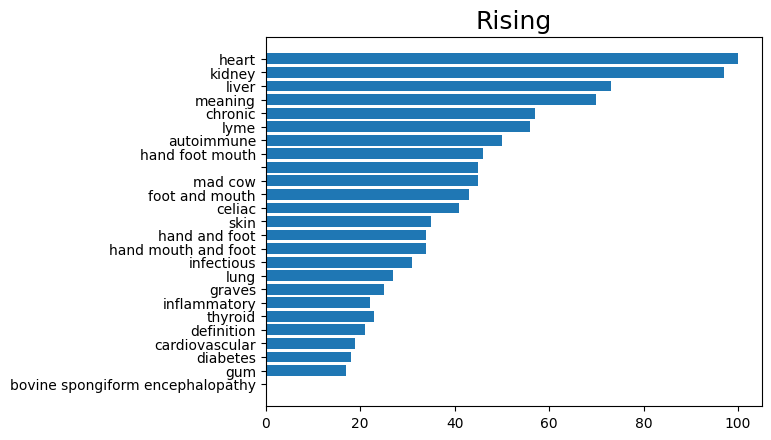 Rising
heart
kidney
liver
meaning
chronic
lyme
autoimmune
hand foot mouth
mad cow
foot and mouth
celiac
skin
hand and foot
hand mouth and foot
infectious
lung
graves
inflammatory
thyroid
definition
cardiovascular
diabetes
gum
bovine spongiform encephalopathy
0 20 40 60 80 100